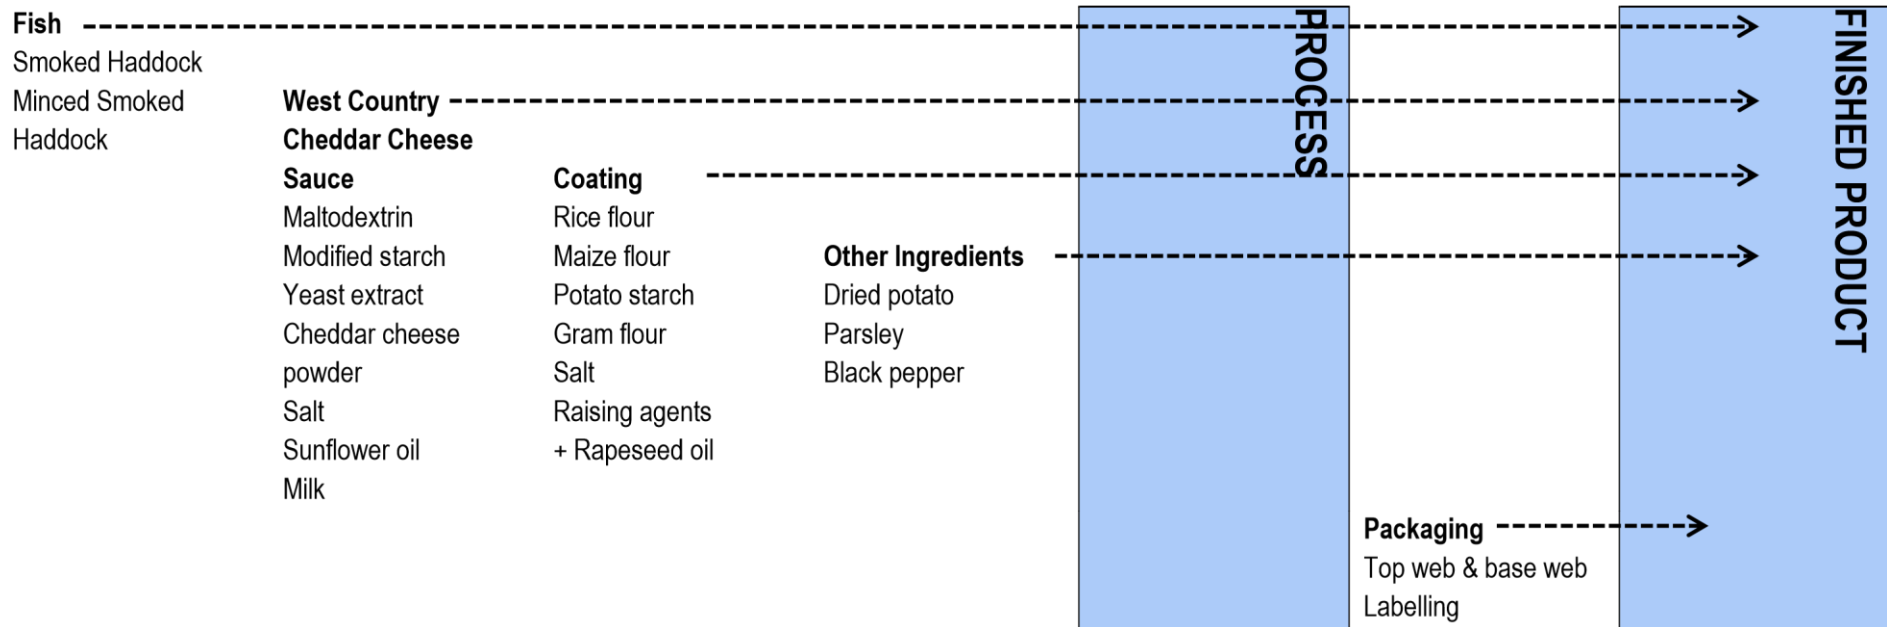 Fish
Smoked Haddock
Minced Smoked
Haddock
West Country
Cheddar Cheese
Sauce
Maltodextrin
Modified starch
Yeast extract
Cheddar cheese
powder
Salt
Sunflower oil
Milk
Coating
Rice flour
Maize flour
Potato starch
Gram flour
Salt
Raising agents
+ Rapeseed oil
Other Ingredients
Dried potato
Parsley
Black pepper
PROCESS
Packaging
Top web & base web
Labelling
FINISHED PRODUCT